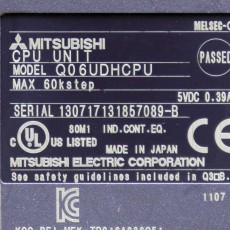 MELSEC-Q
MITSUBISHI
CPU UNIT
MODEL Q06UDHCPU
PASSED
MAX 60kstep
5VDC 0.39A
SERIAL 130717131857089-B
80M1 IND.CONT.EQ.
C UL US LISTED
MADE IN JAPAN
MITSUBISHI ELECTRIC CORPORATION
See safety guidelines included in
1107